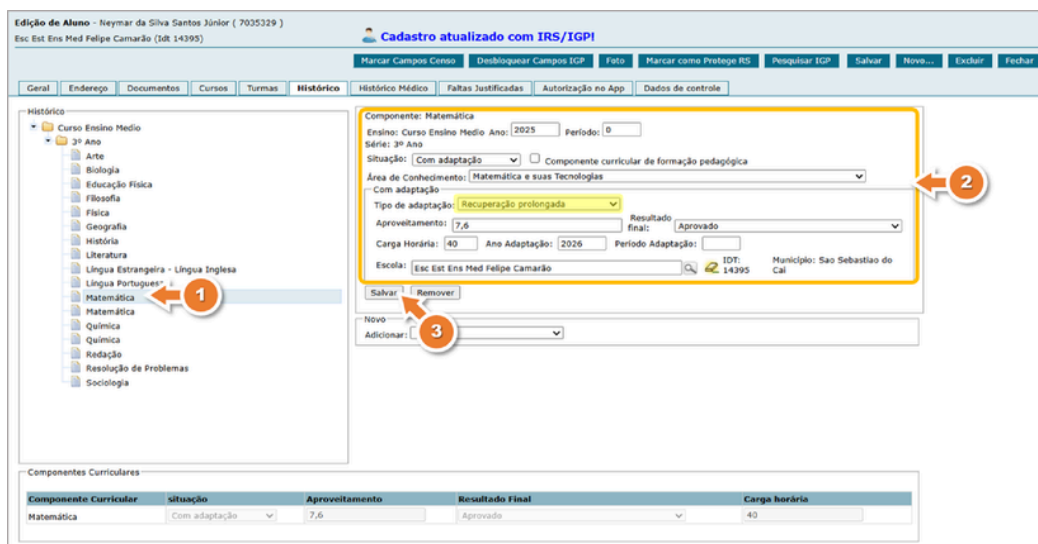 Edição de Aluno - Neymar da Silva Santos Júnior ( 7035329 )
Esc Est Ens Med Felipe Camarão (Idt 14395)
Cadastro atualizado com IRS/IGP!
Marcar Campos Censo Desbloquear Campos IGP Foto Marcar como Protege RS Pesquisar IGP Salvar Novo... Excluir Fechar
Geral Endereço Documentos Cursos Turmas Histórico Histórico Médico Faltas Justificadas Autorização no App Dados de controle
Histórico
Curso Ensino Medio
3º Ano
Arte
Biologia
Educação Física
Filosofia
Física
Geografia
História
Literatura
Língua Estrangeira - Língua Inglesa
Língua Portuguesa
Matemática
Matemática
Química
Química
Redação
Resolução de Problemas
Sociologia
1
Componente: Matemática
Ensino: Curso Ensino Medio Ano: 2025 Período: 0
Série: 3º Ano
Situação: Com adaptação Componente curricular de formação pedagógica
Área de Conhecimento: Matemática e suas Tecnologias
Com adaptação
Tipo de adaptação: Recuperação prolongada
Aproveitamento: 7,6 Resultado final: Aprovado
Carga Horária: 40 Ano Adaptação: 2026 Período Adaptação:
Escola: Esc Est Ens Med Felipe Camarão IDT: 14395 Município: Sao Sebastiao do Cai
2
Salvar Remover
3
Novo
Adicionar:
Componentes Curriculares
Componente Curricular situação Aproveitamento Resultado Final Carga horária
Matemática Com adaptação 7,6 Aprovado 40